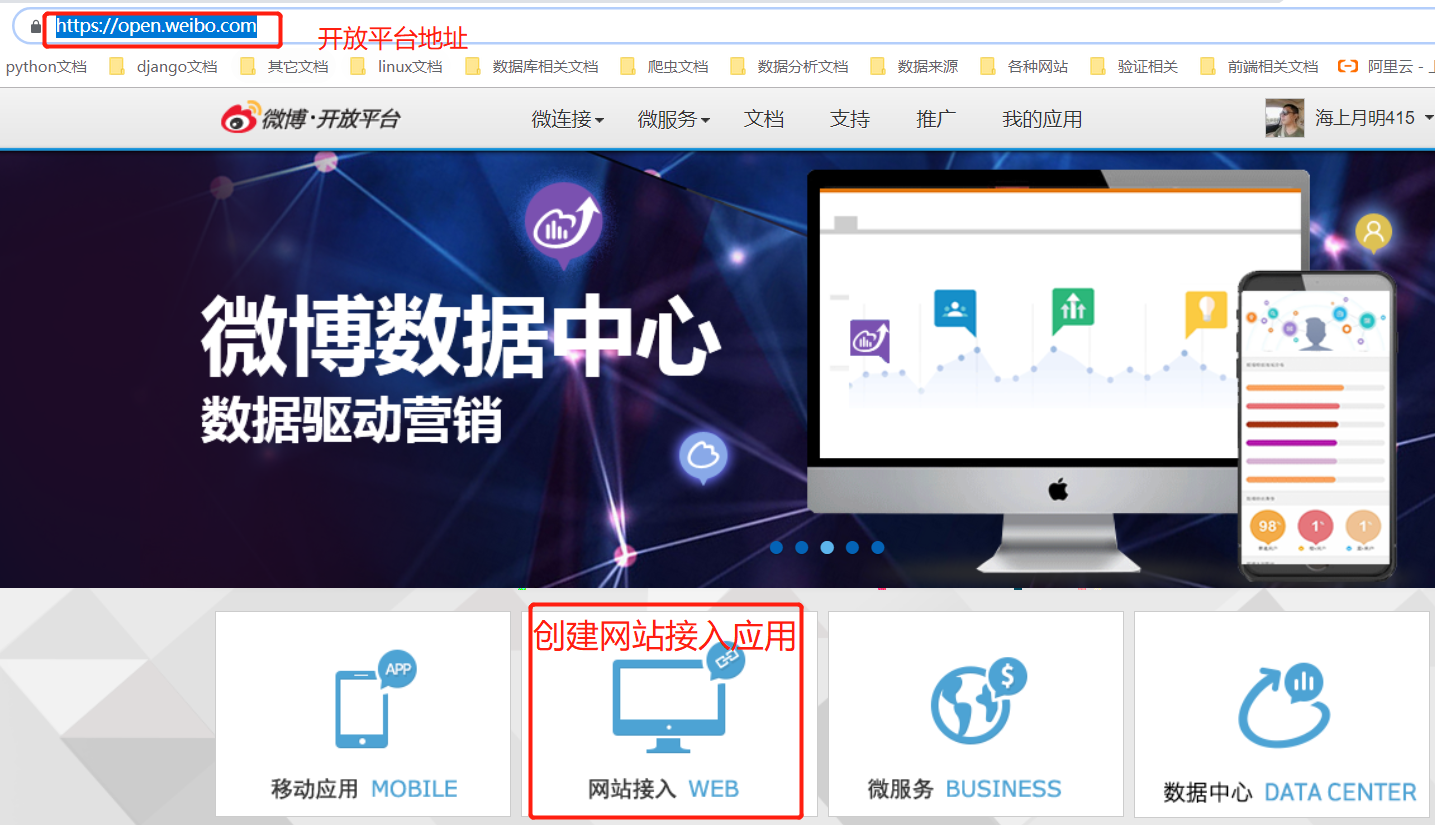 https://open.weibo.com
开放平台地址
python文档 django文档 其它文档 linux文档 数据库相关文档 爬虫文档 数据分析文档 数据来源 各种网站 验证相关 前端相关文档 阿里云 -
微博·开放平台 微连接 微服务 文档 支持 推广 我的应用 海上月明415
微博数据中心
数据驱动营销
98%
1%
1%
创建网站接入应用
APP
移动应用 MOBILE
网站接入 WEB
$
微服务 BUSINESS
数据中心 DATA CENTER